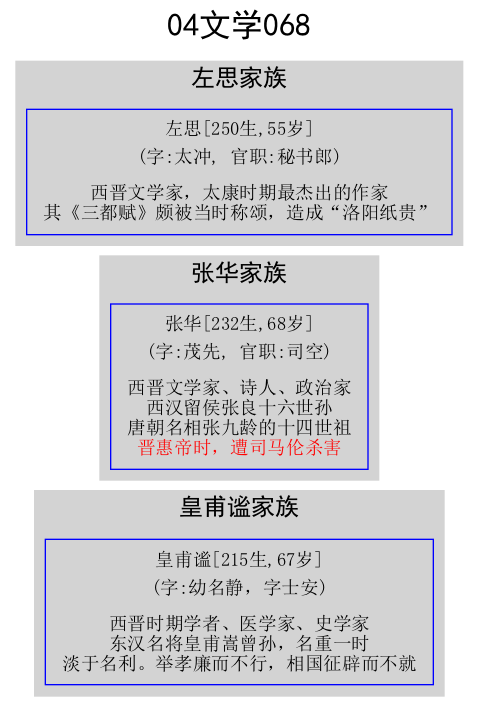 04文学068
左思家族
左思[250生,55岁]
(字:太冲, 官职:秘书郎)
西晋文学家，太康时期最杰出的作家
其《三都赋》颇被当时称颂，造成“洛阳纸贵”
张华家族
张华[232生,68岁]
(字:茂先, 官职:司空)
西晋文学家、诗人、政治家
西汉留侯张良十六世孙
唐朝名相张九龄的十四世祖
晋惠帝时，遭司马伦杀害
皇甫谧家族
皇甫谧[215生,67岁]
(字:幼名静，字士安)
西晋时期学者、医学家、史学家
东汉名将皇甫嵩曾孙，名重一时
淡于名利。举孝廉而不行，相国征辟而不就